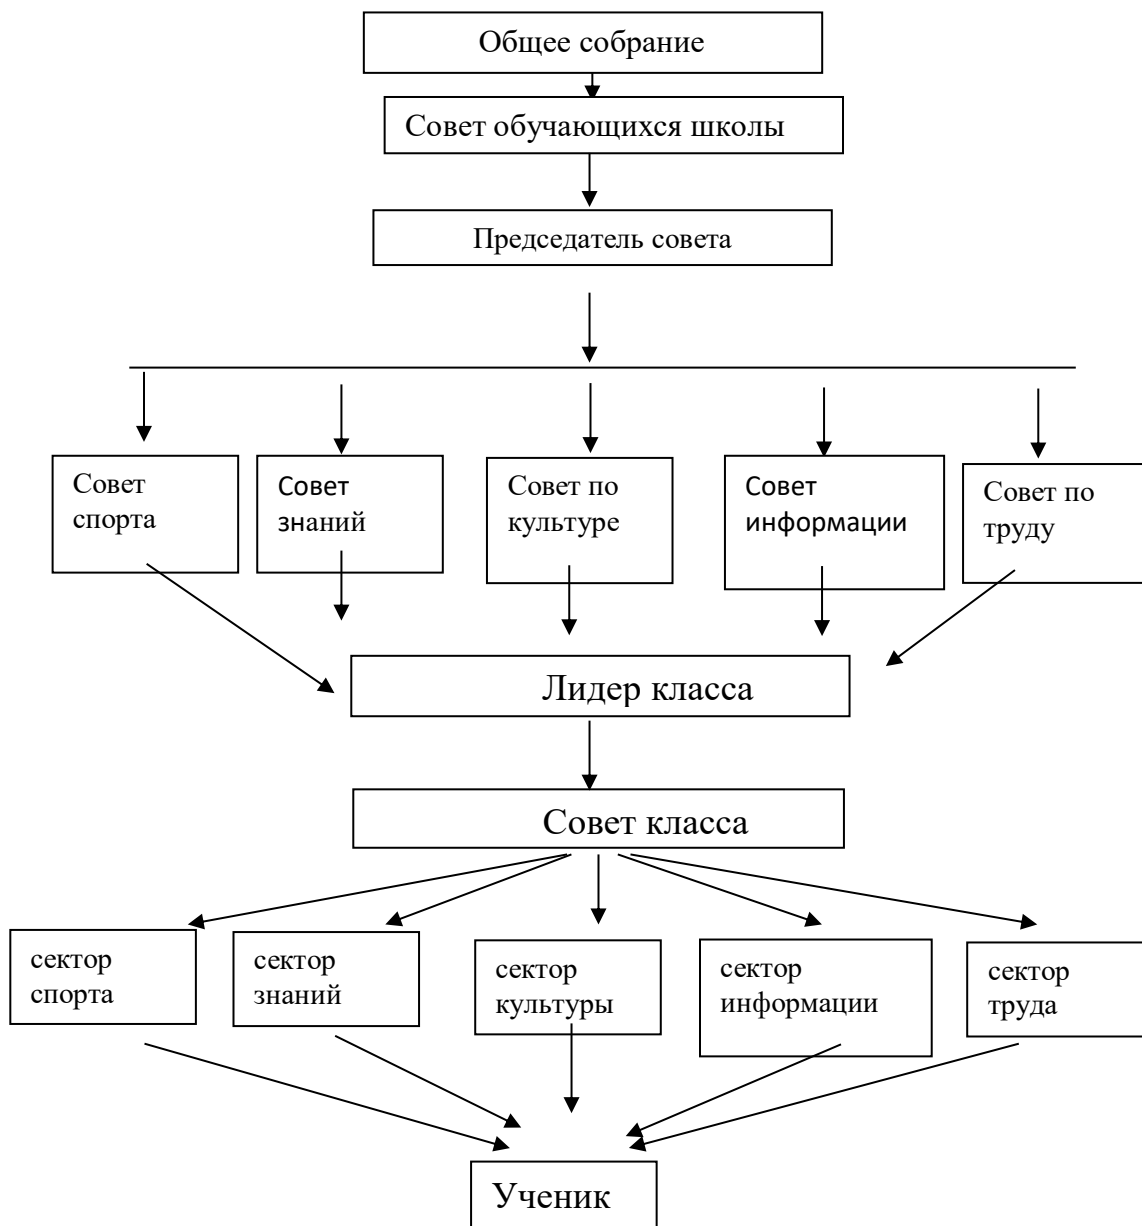 Общее собрание
Совет обучающихся школы
Председатель совета
Совет
спорта
Совет
знаний
Совет по
культуре
Совет
информации
Совет по
труду
Лидер класса
Совет класса
сектор
спорта
сектор
знаний
сектор
культуры
сектор
информации
сектор
труда
Ученик